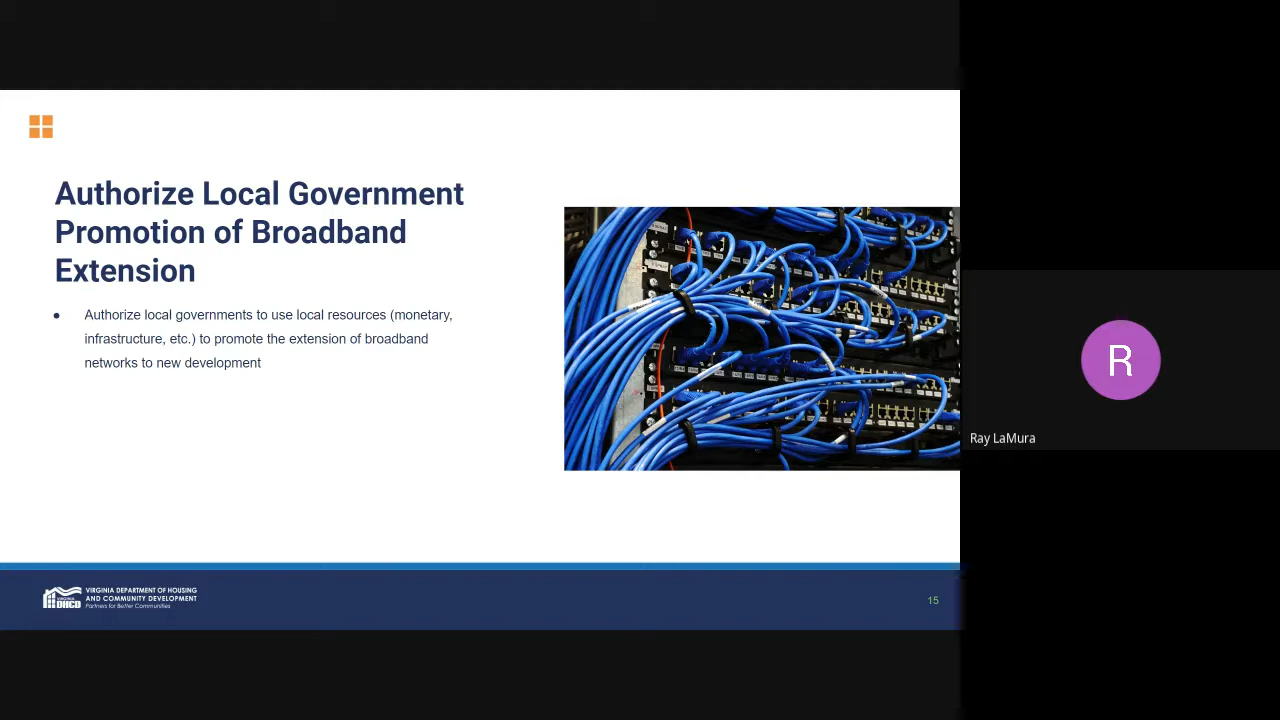 Authorize Local Government
Promotion of Broadband
Extension
● Authorize local governments to use local resources (monetary,
infrastructure, etc.) to promote the extension of broadband
networks to new development
VIRGINIA
DHCD
VIRGINIA DEPARTMENT OF HOUSING
AND COMMUNITY DEVELOPMENT
Partners for Better Communities
15
R
Ray LaMura